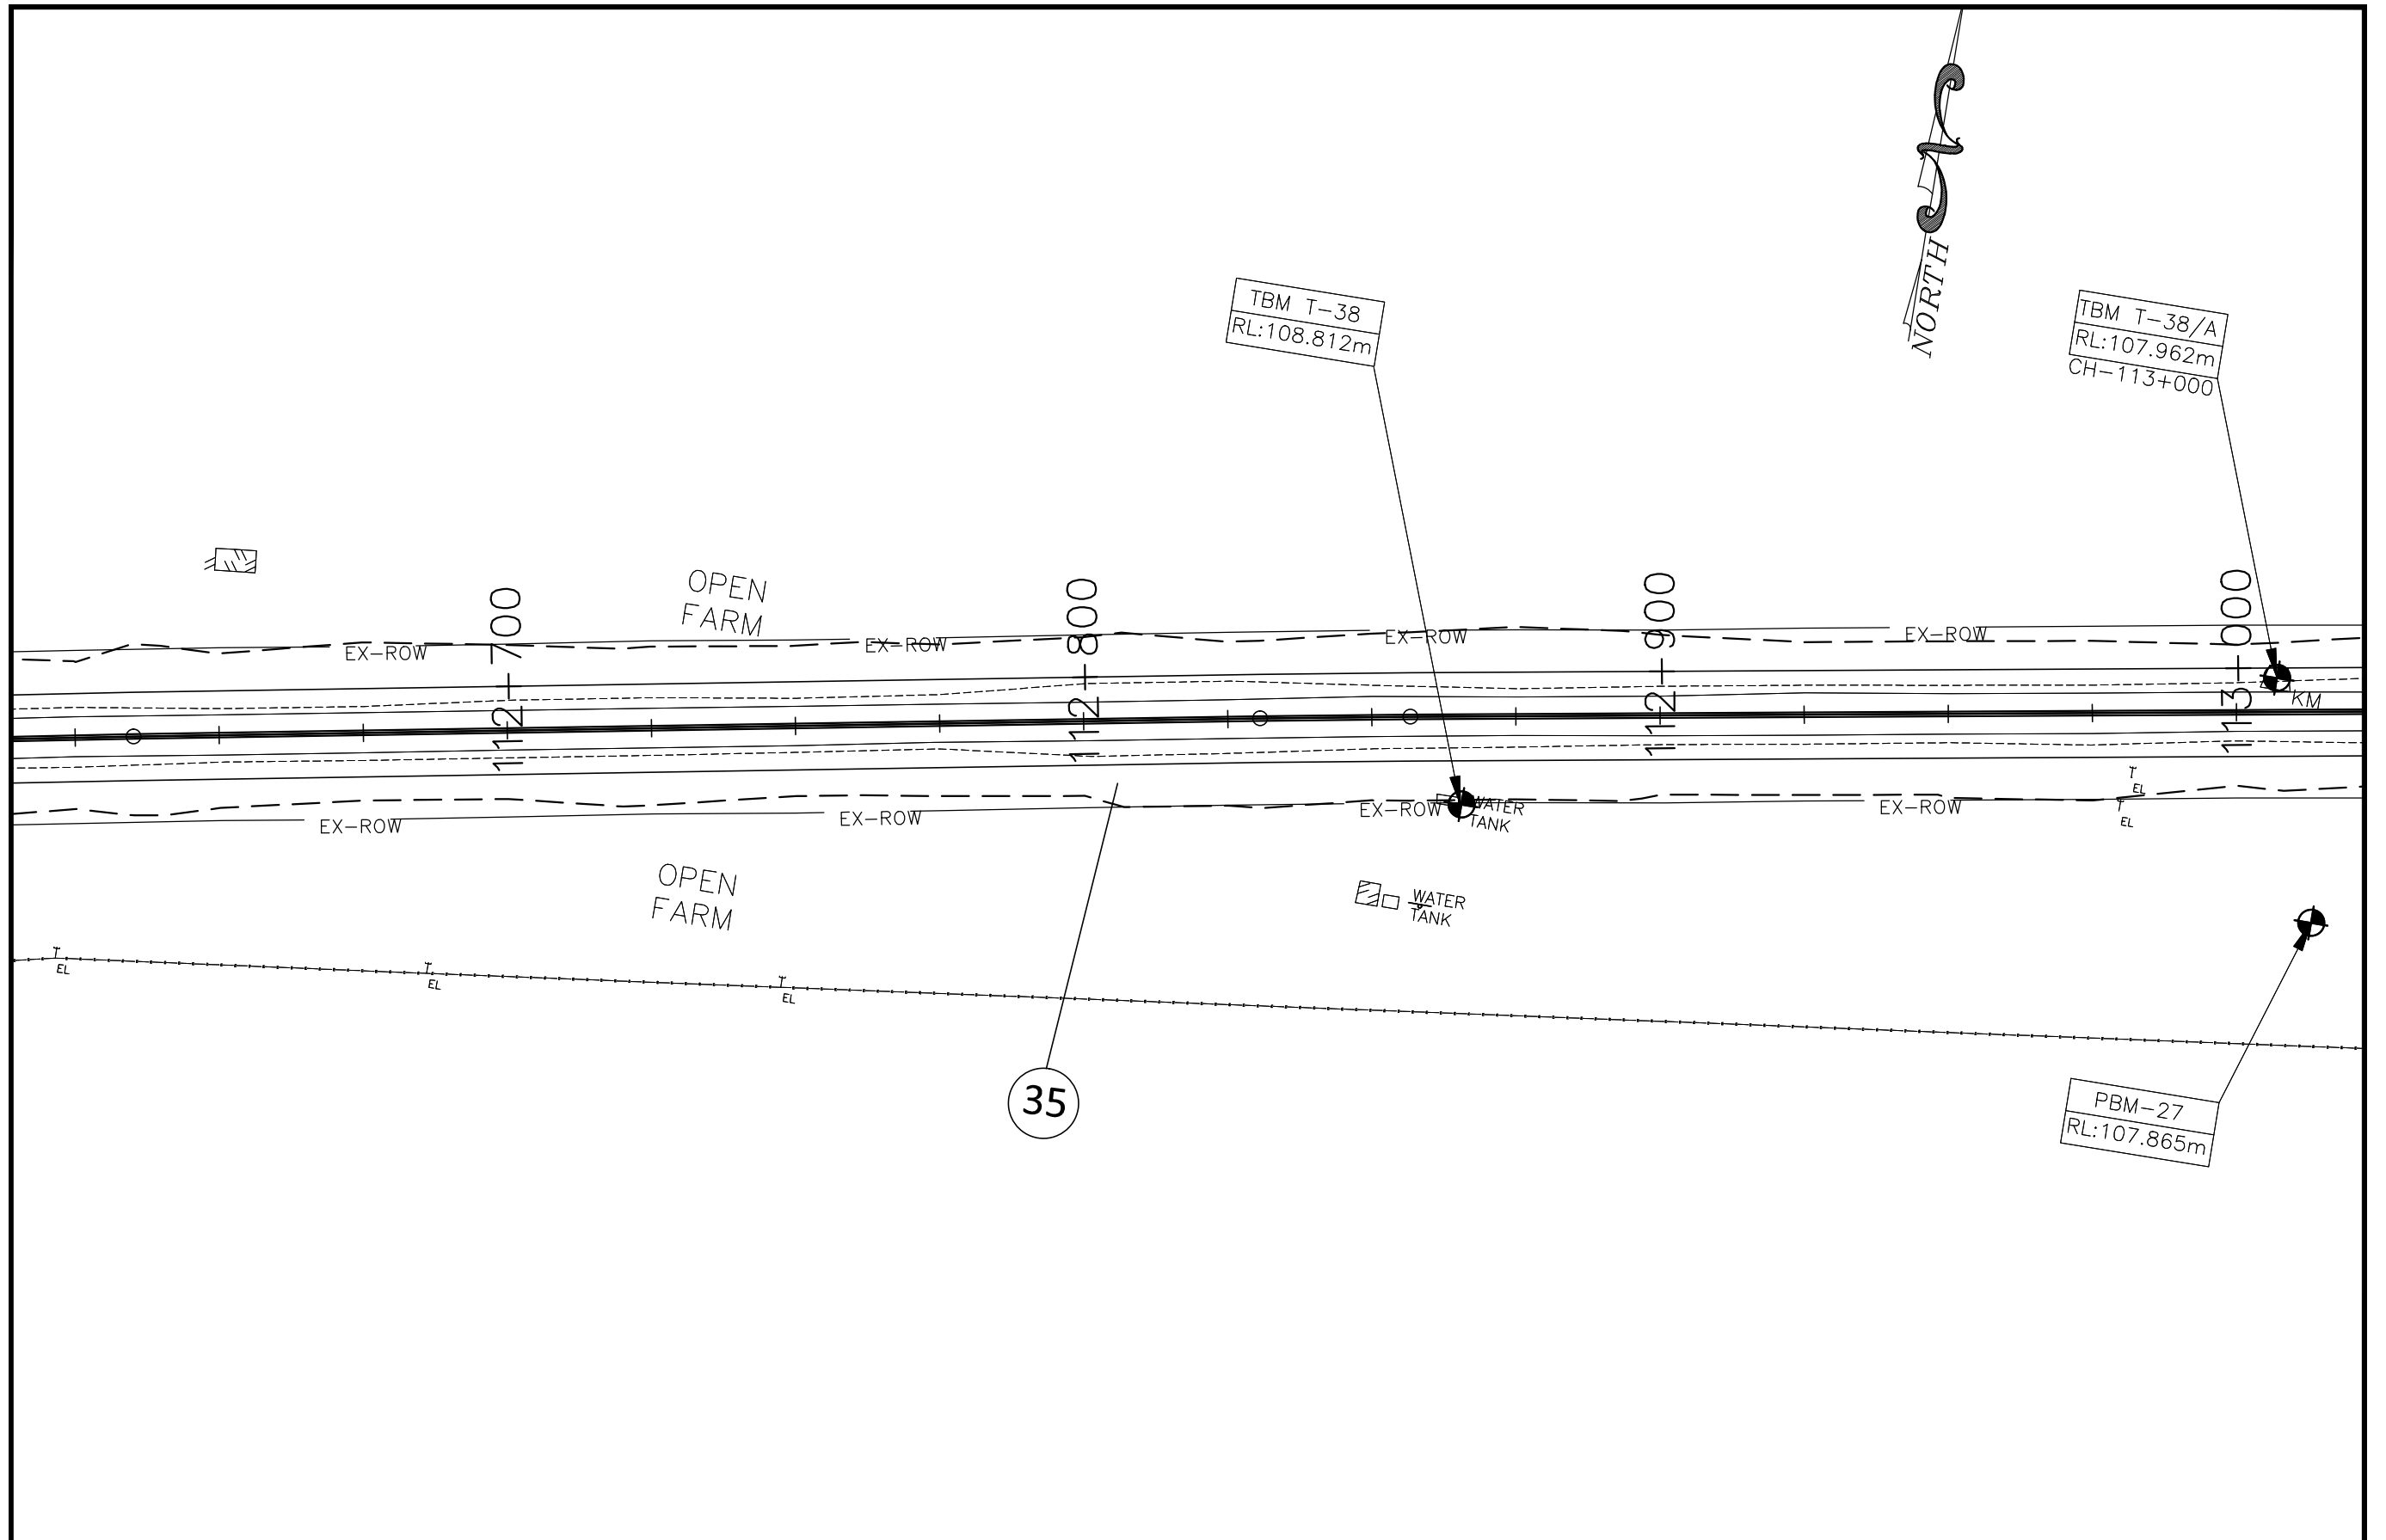 NORTH
TBM T-38
RL:108.812m
TBM T-38/A
RL:107.962m
CH-113+000
OPEN
FARM
112-700
112-800
112-900
113-000
EX-ROW
EX-ROW
EX-ROW
EX-ROW
KM
EL
EL
EX-ROW
EX-ROW
EX-ROW
EX-ROW
WATER
TANK
OPEN
FARM
WATER
TANK
EL
EL
EL
35
PBM-27
RL:107.865m